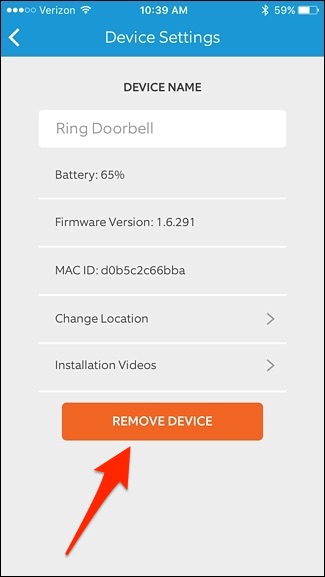 Verizon 10:39 AM 59%
Device Settings
DEVICE NAME
Ring Doorbell
Battery: 65%
Firmware Version: 1.6.291
MAC ID: d0b5c2c66bba
Change Location
Installation Videos
REMOVE DEVICE